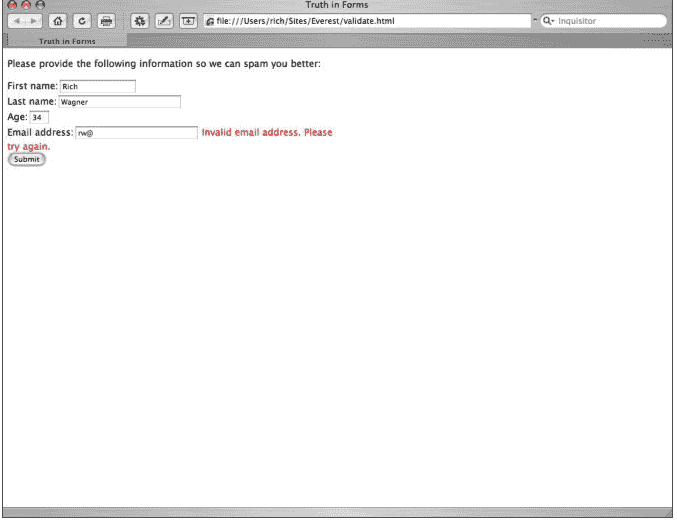 Truth in Forms
file:///Users/rich/Sites/Everest/validate.html
Inquisitor
Truth in Forms
Please provide the following information so we can spam you better:
First name: Rich
Last name: Wagner
Age: 34
Email address: rw@ Invalid email address. Please
try again.
Submit